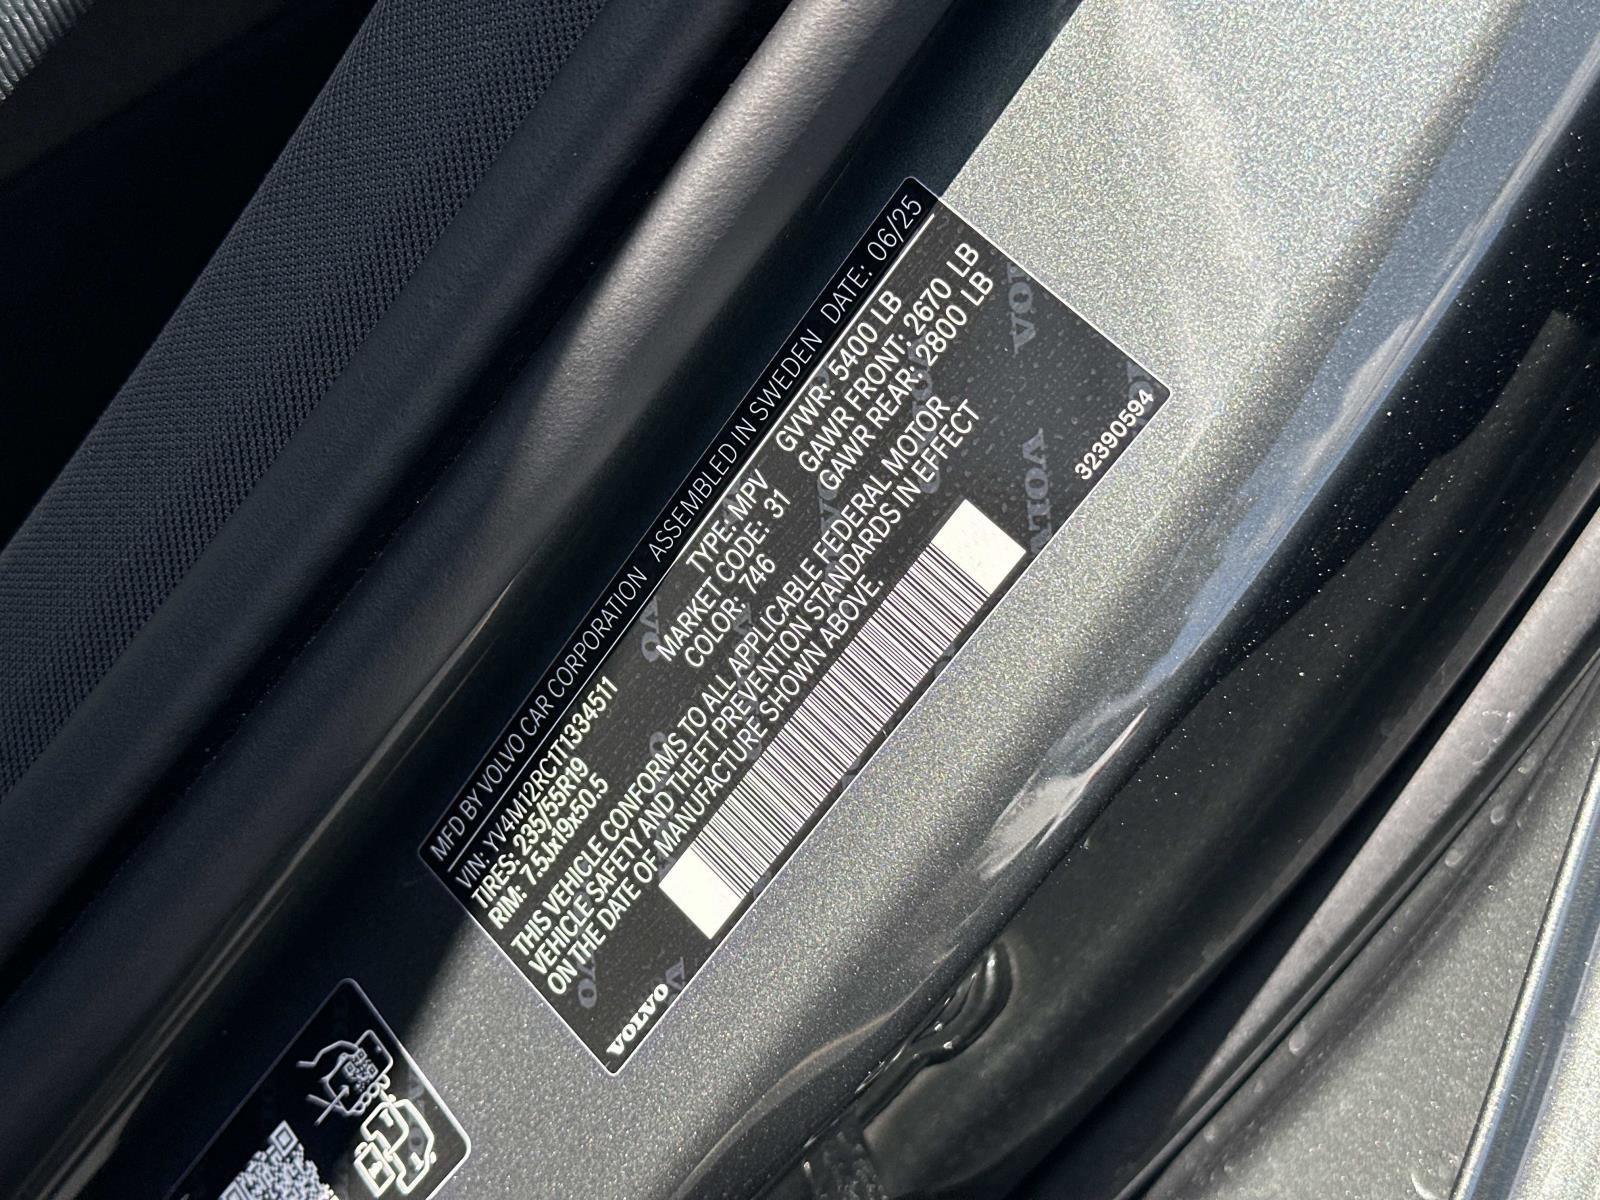 MFD BY VOLVO CAR CORPORATION ASSEMBLED IN SWEDEN DATE: 06/25
VIN: YV4M12RC1T1334511
TIRES: 235/55R19
RIM: 7.5Jx19x50.5
TYPE: MPV
MARKET CODE: 31
COLOR: 746
GVWR: 5400 LB
GAWR FRONT: 2670 LB
GAWR REAR: 2800 LB
THIS VEHICLE CONFORMS TO ALL APPLICABLE FEDERAL MOTOR
VEHICLE SAFETY AND THEFT PREVENTION STANDARDS IN EFFECT
ON THE DATE OF MANUFACTURE SHOWN ABOVE.
VOLVO
32390594